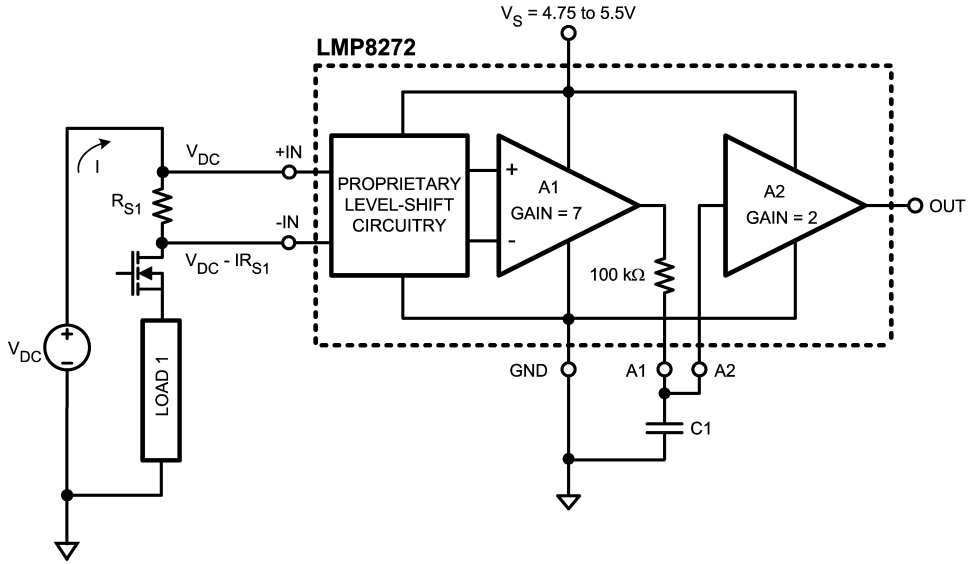 V_S = 4.75 to 5.5V
LMP8272
I
V_DC
+IN
R_S1
-IN
V_DC - IR_S1
PROPRIETARY
LEVEL-SHIFT
CIRCUITRY
+
-
A1
GAIN = 7
A2
GAIN = 2
OUT
100 kΩ
V_DC
+
-
LOAD 1
GND
A1
A2
C1